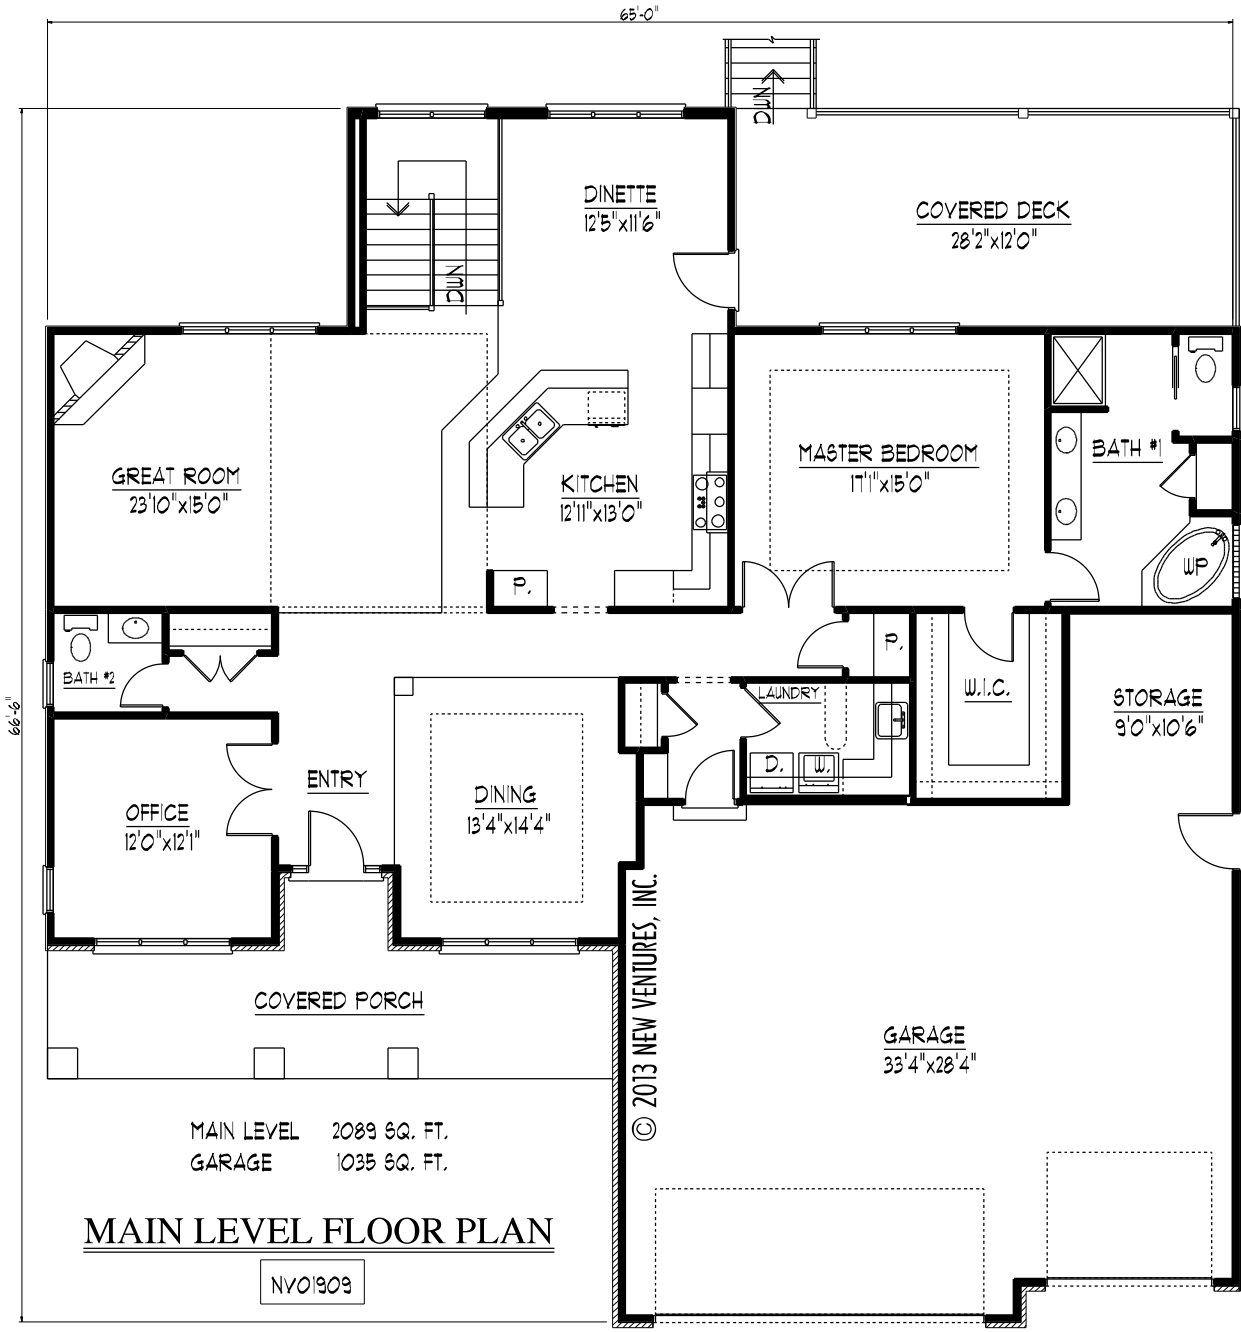 65'-0"
DWN
DINETTE
12'5"x11'6"
COVERED DECK
28'2"x12'0"
DWN
GREAT ROOM
23'10"x15'0"
KITCHEN
12'11"x13'0"
MASTER BEDROOM
17'1"x15'0"
BATH #1
WP
P.
BATH #2
P.
LAUNDRY
W.I.C.
STORAGE
9'0"x10'6"
66'-6"
ENTRY
D.
W.
OFFICE
12'0"x12'1"
DINING
13'4"x14'4"
© 2013 NEW VENTURES, INC.
COVERED PORCH
GARAGE
33'4"x28'4"
MAIN LEVEL 2089 SQ. FT.
GARAGE 1035 SQ. FT.
MAIN LEVEL FLOOR PLAN
NV01909